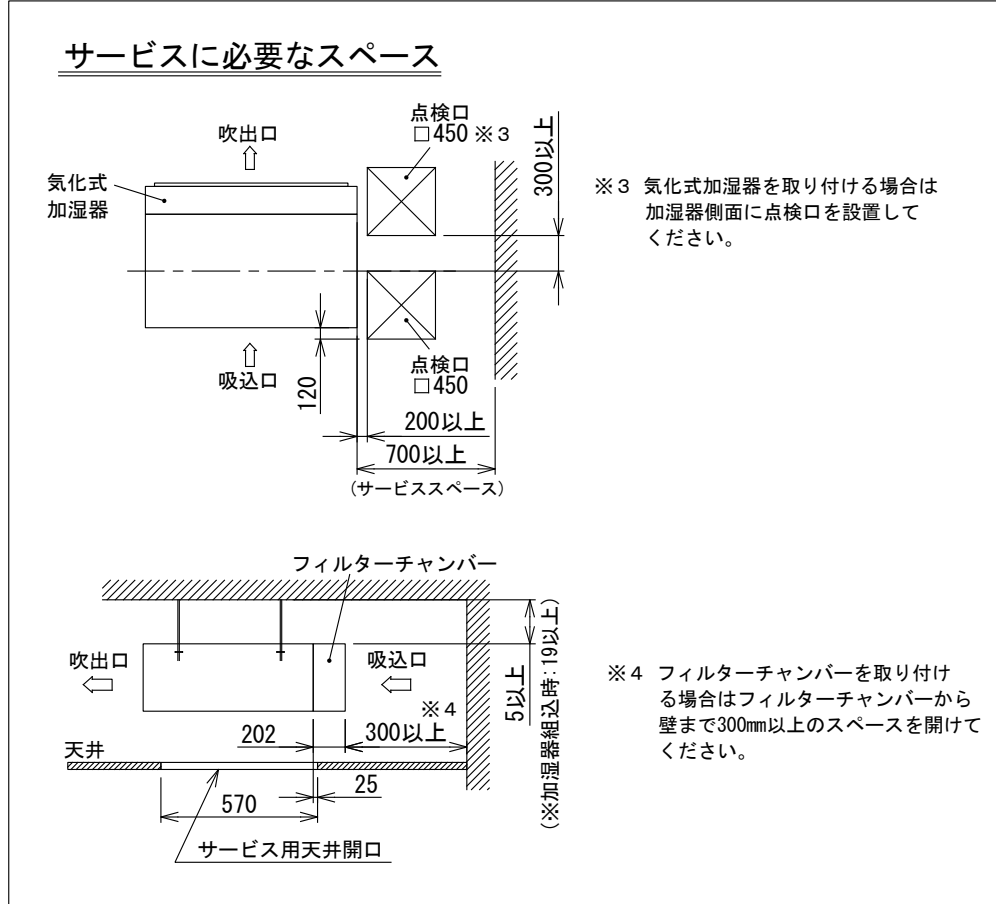 サービスに必要なスペース
吹出口
点検口
□450 ※3
300以上
気化式
加湿器
※3 気化式加湿器を取り付ける場合は
加湿器側面に点検口を設置して
ください。
吸込口
120
点検口
□450
200以上
700以上
(サービススペース)
フィルターチャンバー
吹出口
吸込口
※4
202
300以上
5以上
(※加湿器組込時:19以上)
※4 フィルターチャンバーを取り付け
る場合はフィルターチャンバーから
壁まで300mm以上のスペースを開けて
ください。
天井
25
570
サービス用天井開口